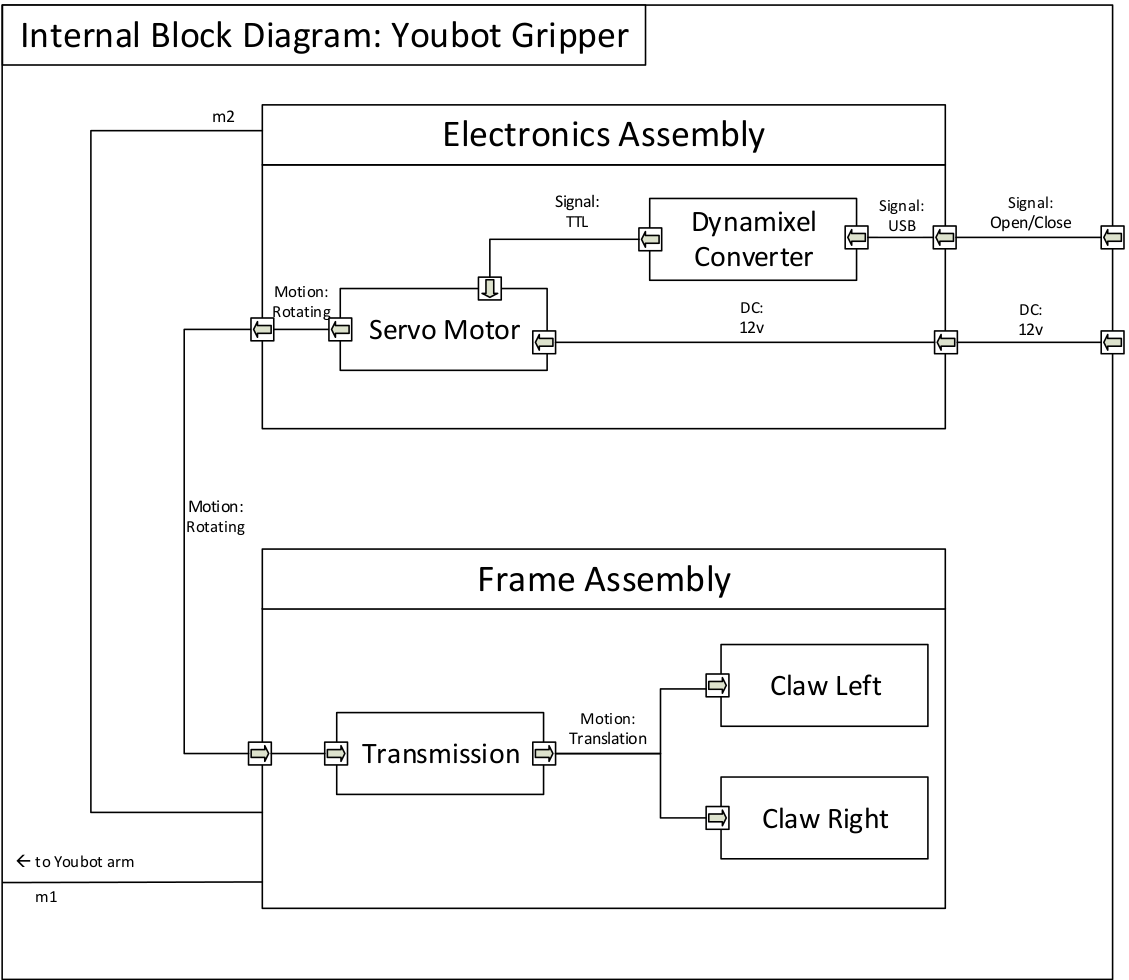 Internal Block Diagram: Youbot Gripper
m2
Electronics Assembly
Signal:
TTL
Dynamixel
Converter
Signal:
USB
Signal:
Open/Close
Motion:
Rotating
Servo Motor
DC:
12v
DC:
12v
Motion:
Rotating
Frame Assembly
Claw Left
Motion:
Translation
Transmission
Claw Right
← to Youbot arm
m1